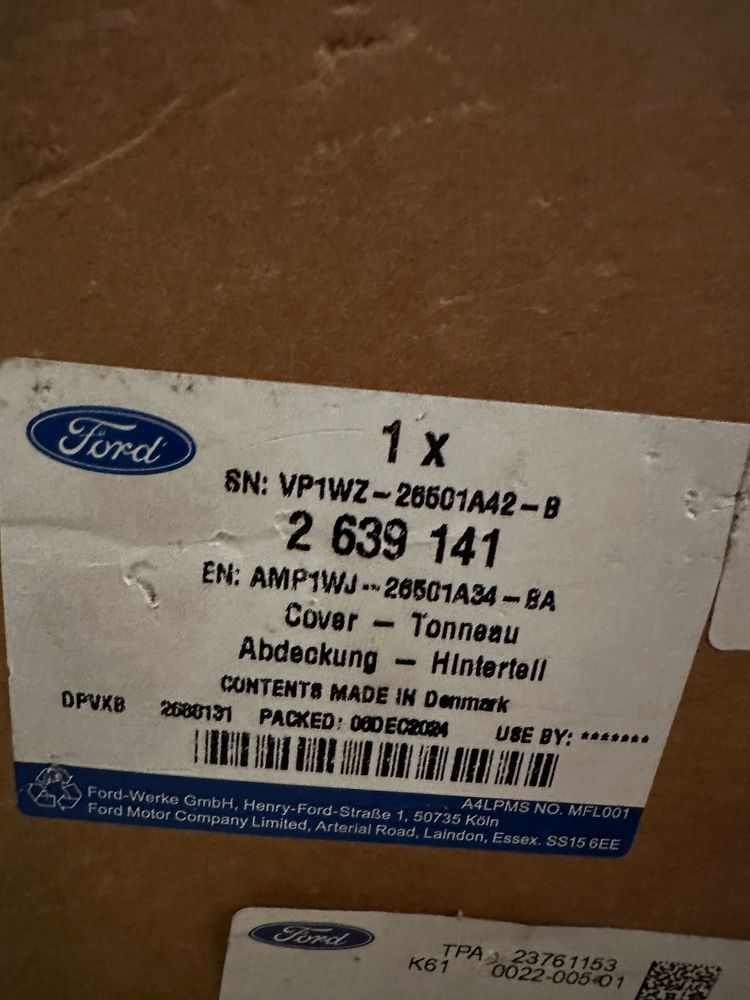 Ford
1 x
SN: VP1WZ-26501A42-B
2 639 141
EN: AMP1WJ--26501A34-BA
Cover - Tonneau
Abdeckung - Hinterteil
CONTENTS MADE IN Denmark
DPVXB 2680131 PACKED: 06DEC2024 USE BY: *******
A4LPMS NO. MFL001
Ford-Werke GmbH, Henry-Ford-Straße 1, 50735 Köln
Ford Motor Company Limited, Arterial Road, Laindon, Essex. SS15 6EE
Ford
TPA 23761153
K61 0022-005-01